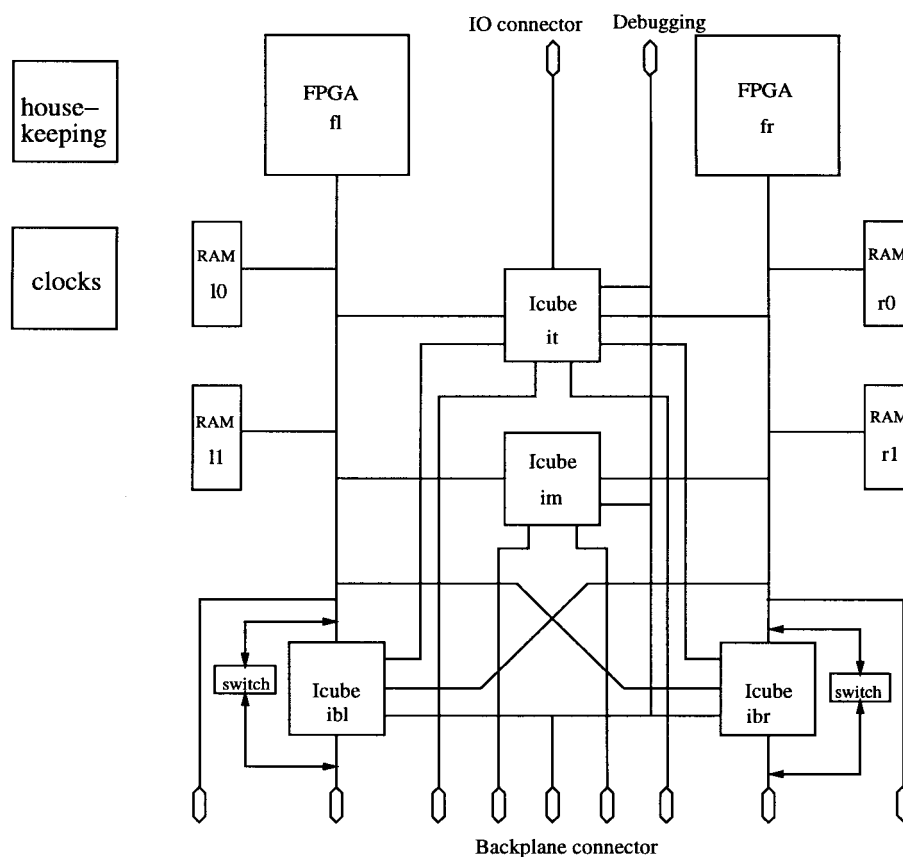 IO connector
Debugging
house-
keeping
FPGA
fl
FPGA
fr
clocks
RAM
l0
RAM
r0
Icube
it
RAM
l1
RAM
r1
Icube
im
switch
Icube
ibl
Icube
ibr
switch
Backplane connector